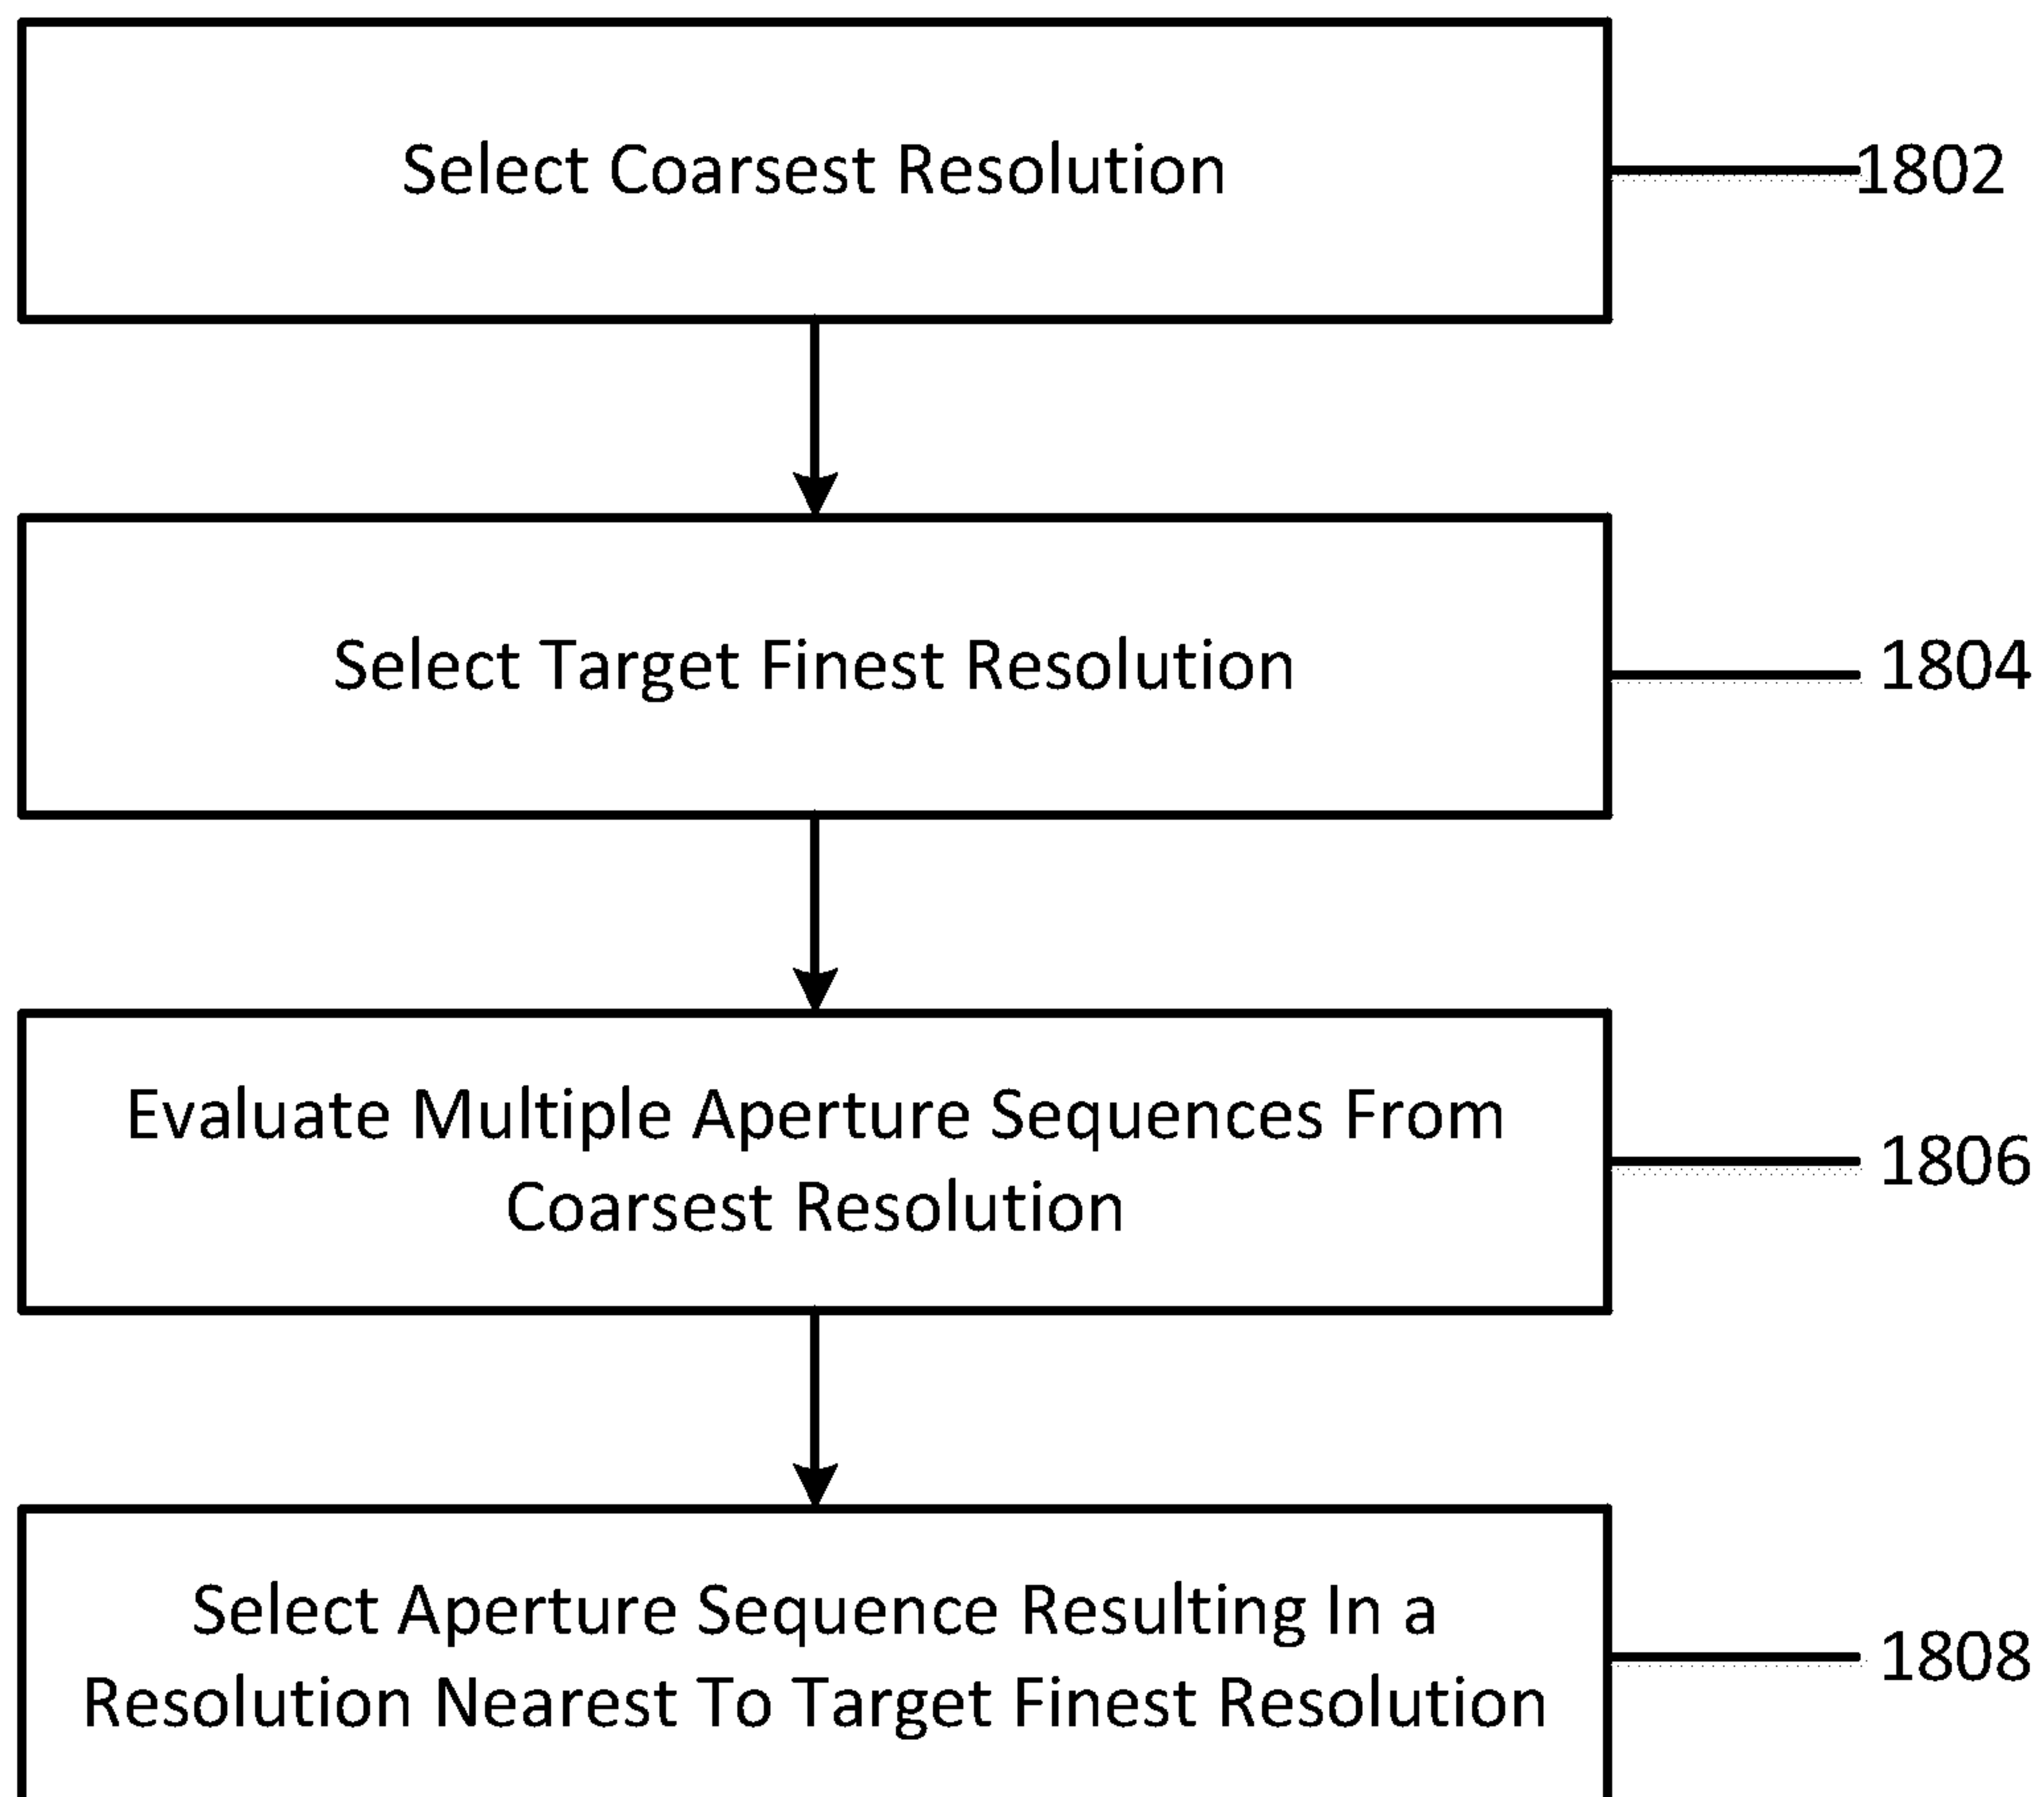 Select Coarsest Resolution
1802
Select Target Finest Resolution
1804
Evaluate Multiple Aperture Sequences From
Coarsest Resolution
1806
Select Aperture Sequence Resulting In a
Resolution Nearest To Target Finest Resolution
1808